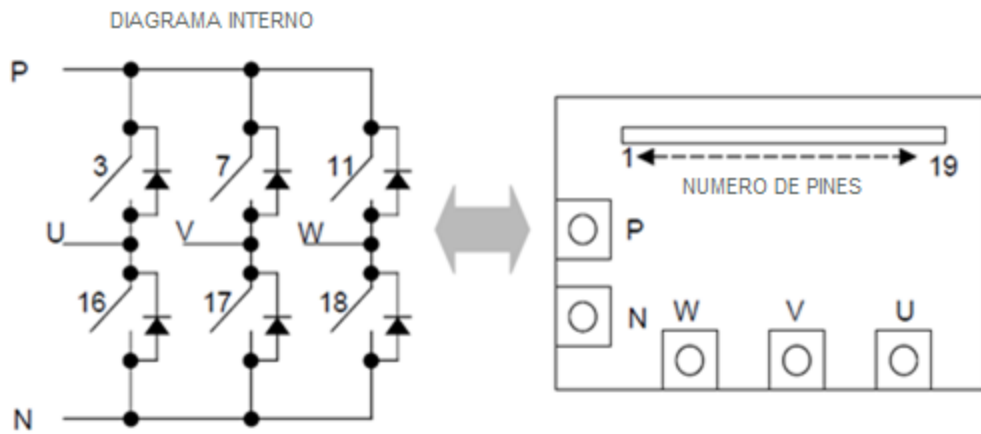 DIAGRAMA INTERNO
P
3 7 11
U V W
16 17 18
N
1 19
NUMERO DE PINES
P
N W V U